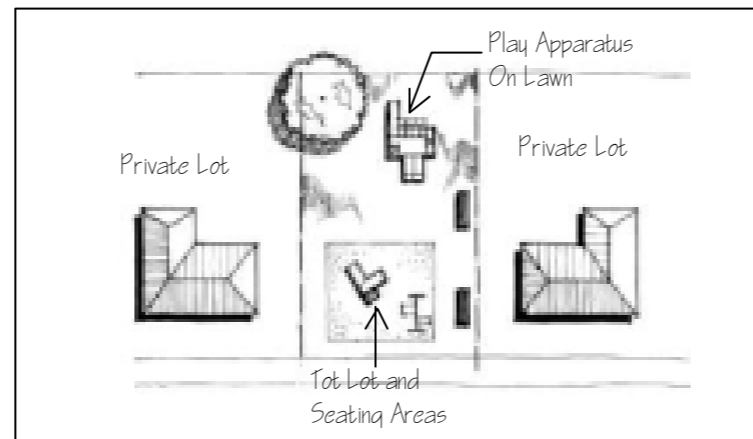 Play Apparatus
On Lawn
Private Lot
Private Lot
Tot Lot and
Seating Areas